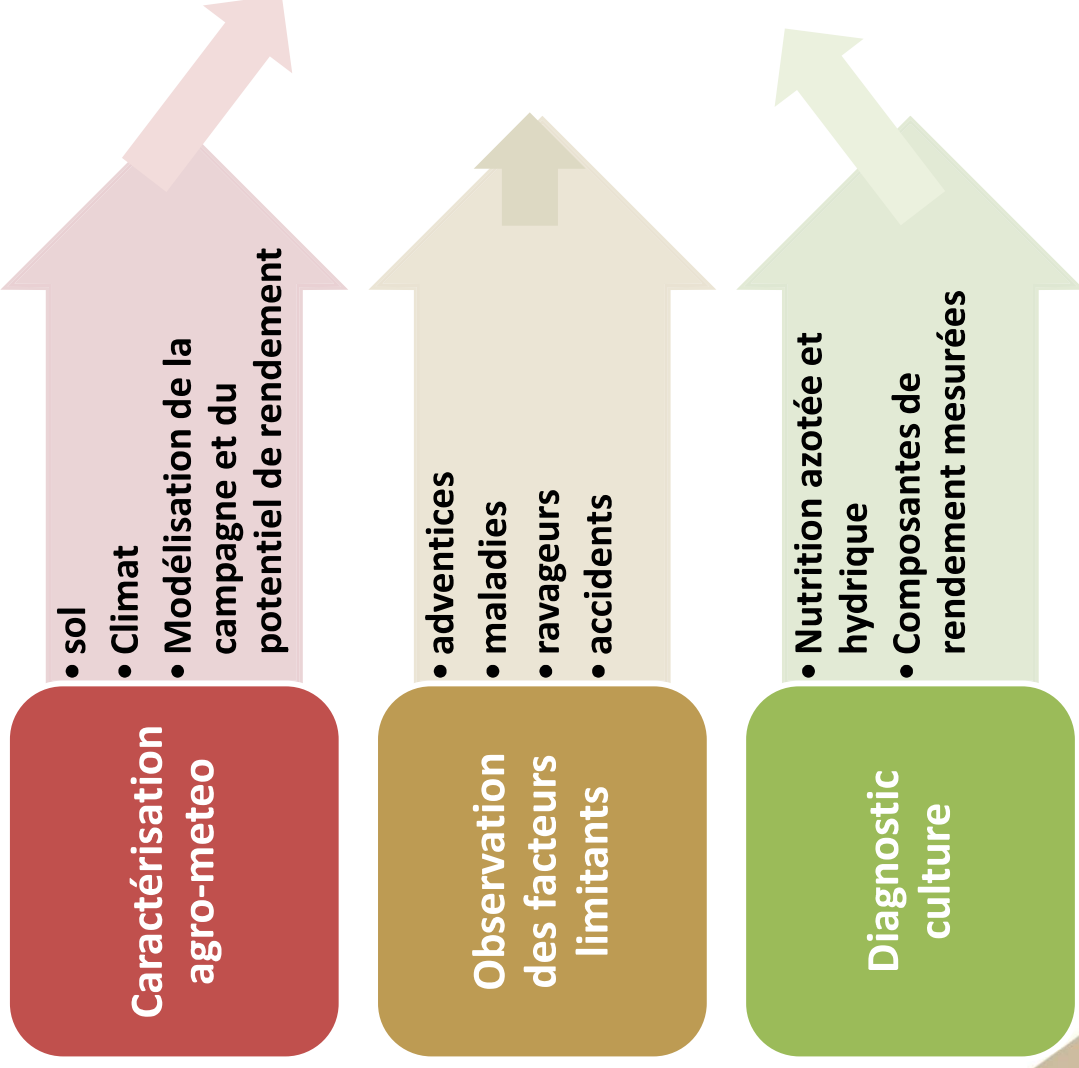 Caractérisation
agro-meteo
• sol
• Climat
• Modélisation de la
campagne et du
potentiel de rendement
Observation
des facteurs
limitants
• adventices
• maladies
• ravageurs
• accidents
Diagnostic
culture
• Nutrition azotée et
hydrique
• Composantes de
rendement mesurées